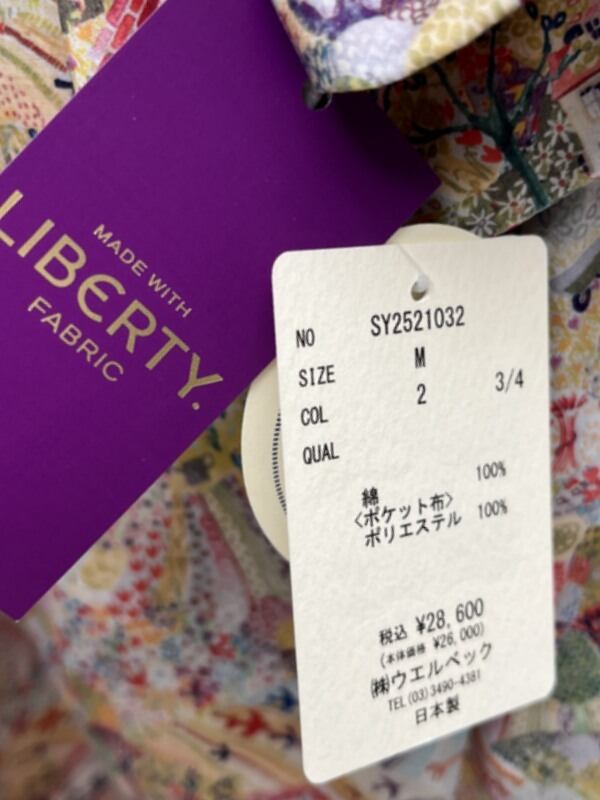 MADE WITH
LIBERTY.
FABRIC
NO SY2521032
SIZE M
COL 2 3/4
QUAL
綿 100%
〈ポケット布〉
ポリエステル 100%
税込 ¥28,600
(本体価格 ¥26,000)
㈱ウエルベック
TEL(03)3490-4381
日本製